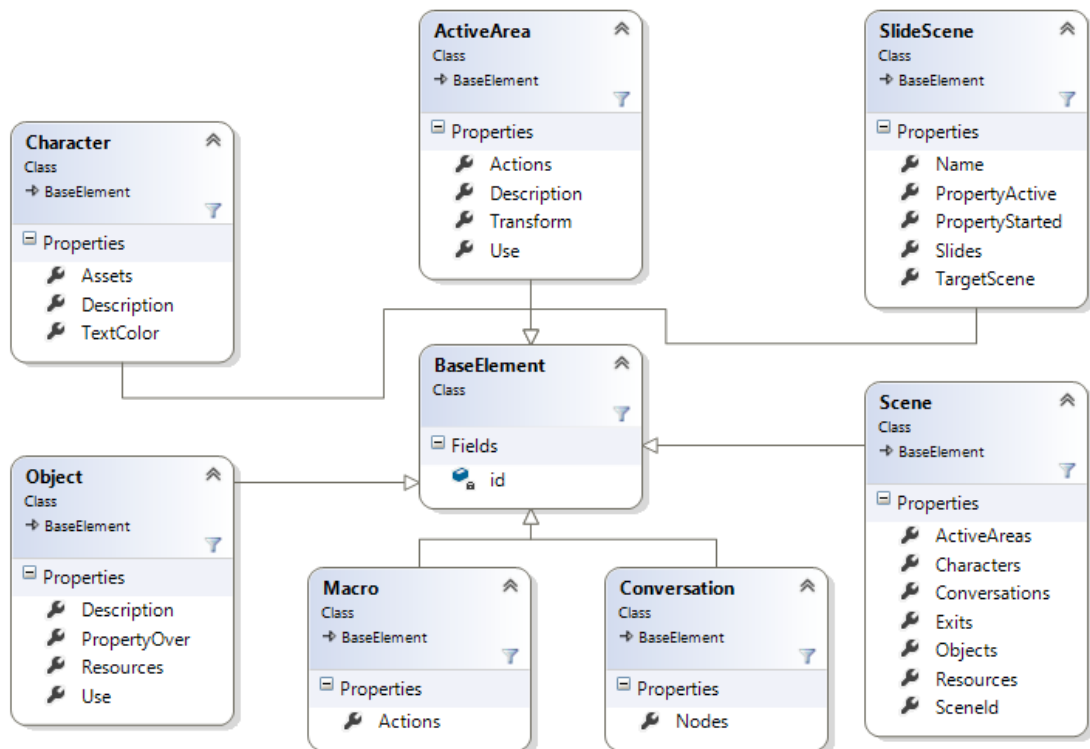 ActiveArea
Class
BaseElement
Properties
Actions
Description
Transform
Use
SlideScene
Class
BaseElement
Properties
Name
PropertyActive
PropertyStarted
Slides
TargetScene
Character
Class
BaseElement
Properties
Assets
Description
TextColor
BaseElement
Class
Fields
id
Scene
Class
BaseElement
Properties
ActiveAreas
Characters
Conversations
Exits
Objects
Resources
SceneId
Object
Class
BaseElement
Properties
Description
PropertyOver
Resources
Use
Macro
Class
BaseElement
Properties
Actions
Conversation
Class
BaseElement
Properties
Nodes